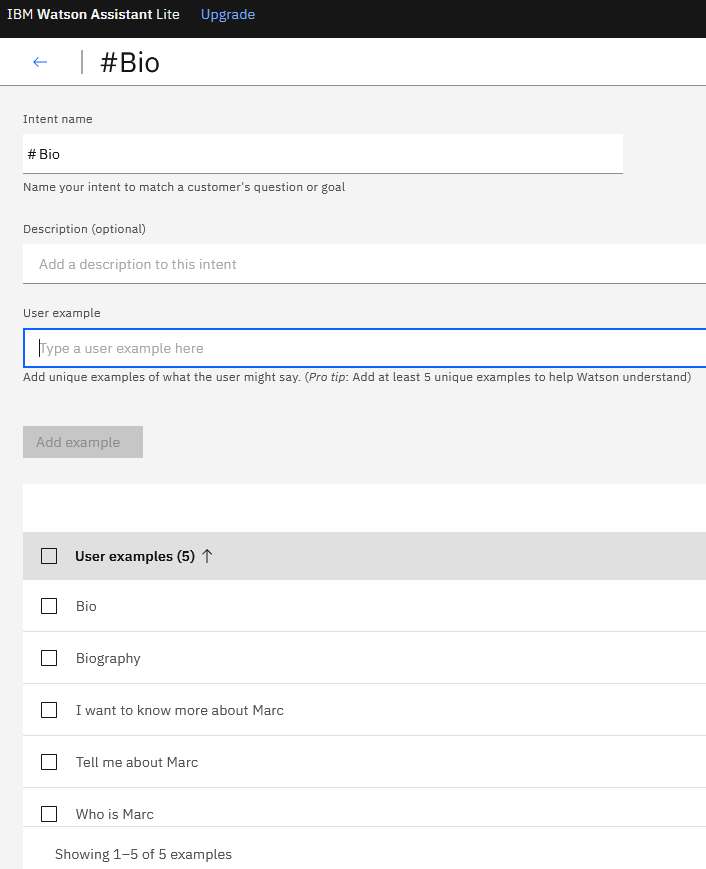 IBM Watson Assistant Lite Upgrade
← #Bio
Intent name
# Bio
Name your intent to match a customer's question or goal
Description (optional)
Add a description to this intent
User example
Type a user example here
Add unique examples of what the user might say. (Pro tip: Add at least 5 unique examples to help Watson understand)
Add example
User examples (5) ↑
Bio
Biography
I want to know more about Marc
Tell me about Marc
Who is Marc
Showing 1–5 of 5 examples